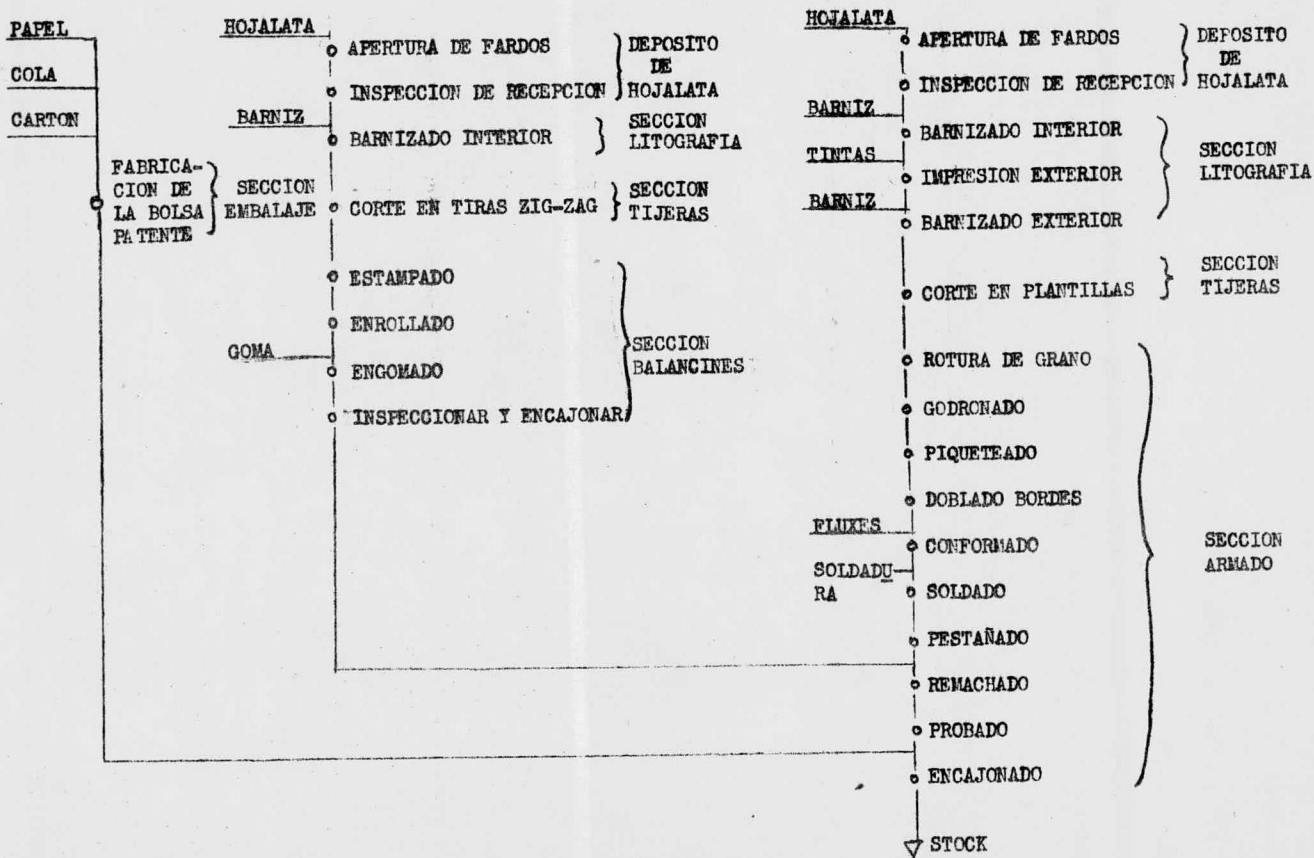 PAPEL
COLA
CARTON
FABRICA-
CION DE
LA BOLSA
PATENTE
SECCION
EMBALAJE
HOJALATA
APERTURA DE FARDOS
INSPECCION DE RECEPCION
DEPOSITO
DE
HOJALATA
BARNIZ
BARNIZADO INTERIOR
SECCION
LITOGRAFIA
CORTE EN TIRAS ZIG-ZAG
SECCION
TIJERAS
ESTAMPADO
ENROLLADO
GOMA
ENGOMADO
INSPECCIONAR Y ENCAJONAR
SECCION
BALANCINES
HOJALATA
APERTURA DE FARDOS
INSPECCION DE RECEPCION
DEPOSITO
DE
HOJALATA
BARNIZ
BARNIZADO INTERIOR
TINTAS
IMPRESION EXTERIOR
BARNIZ
BARNIZADO EXTERIOR
SECCION
LITOGRAFIA
CORTE EN PLANTILLAS
SECCION
TIJERAS
ROTURA DE GRANO
GODRONADO
PIQUETEADO
DOBLADO BORDES
FLUXES
CONFORMADO
SOLDADU-
RA
SOLDADO
PESTAÑADO
REMACHADO
PROBADO
ENCAJONADO
SECCION
ARMADO
STOCK